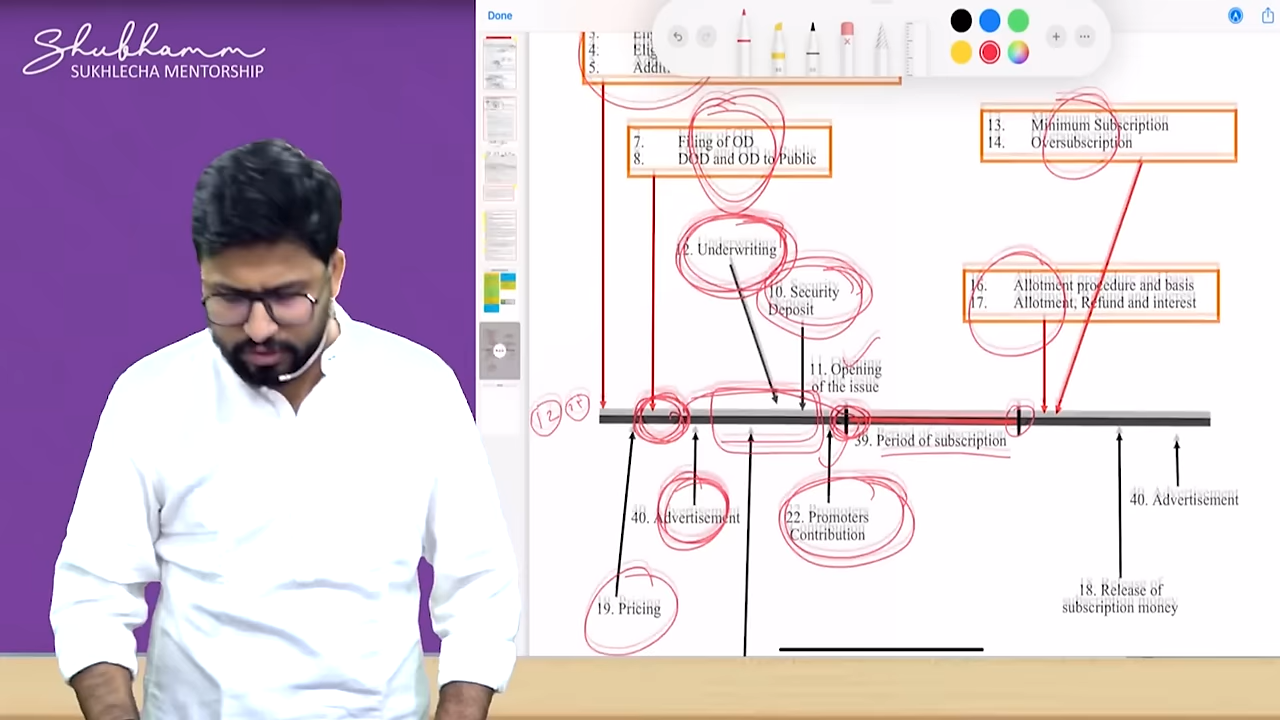 Shubhamm
SUKHLECHA MENTORSHIP
Done
4.
5.
7. Filing of OD
8. DOD and OD to Public
13. Minimum Subscription
14. Oversubscription
12. Underwriting
10. Security
Deposit
16. Allotment procedure and basis
17. Allotment, Refund and interest
11. Opening
of the issue
12
39. Period of subscription
40. Advertisement
22. Promoters
Contribution
40. Advertisement
19. Pricing
18. Release of
subscription money